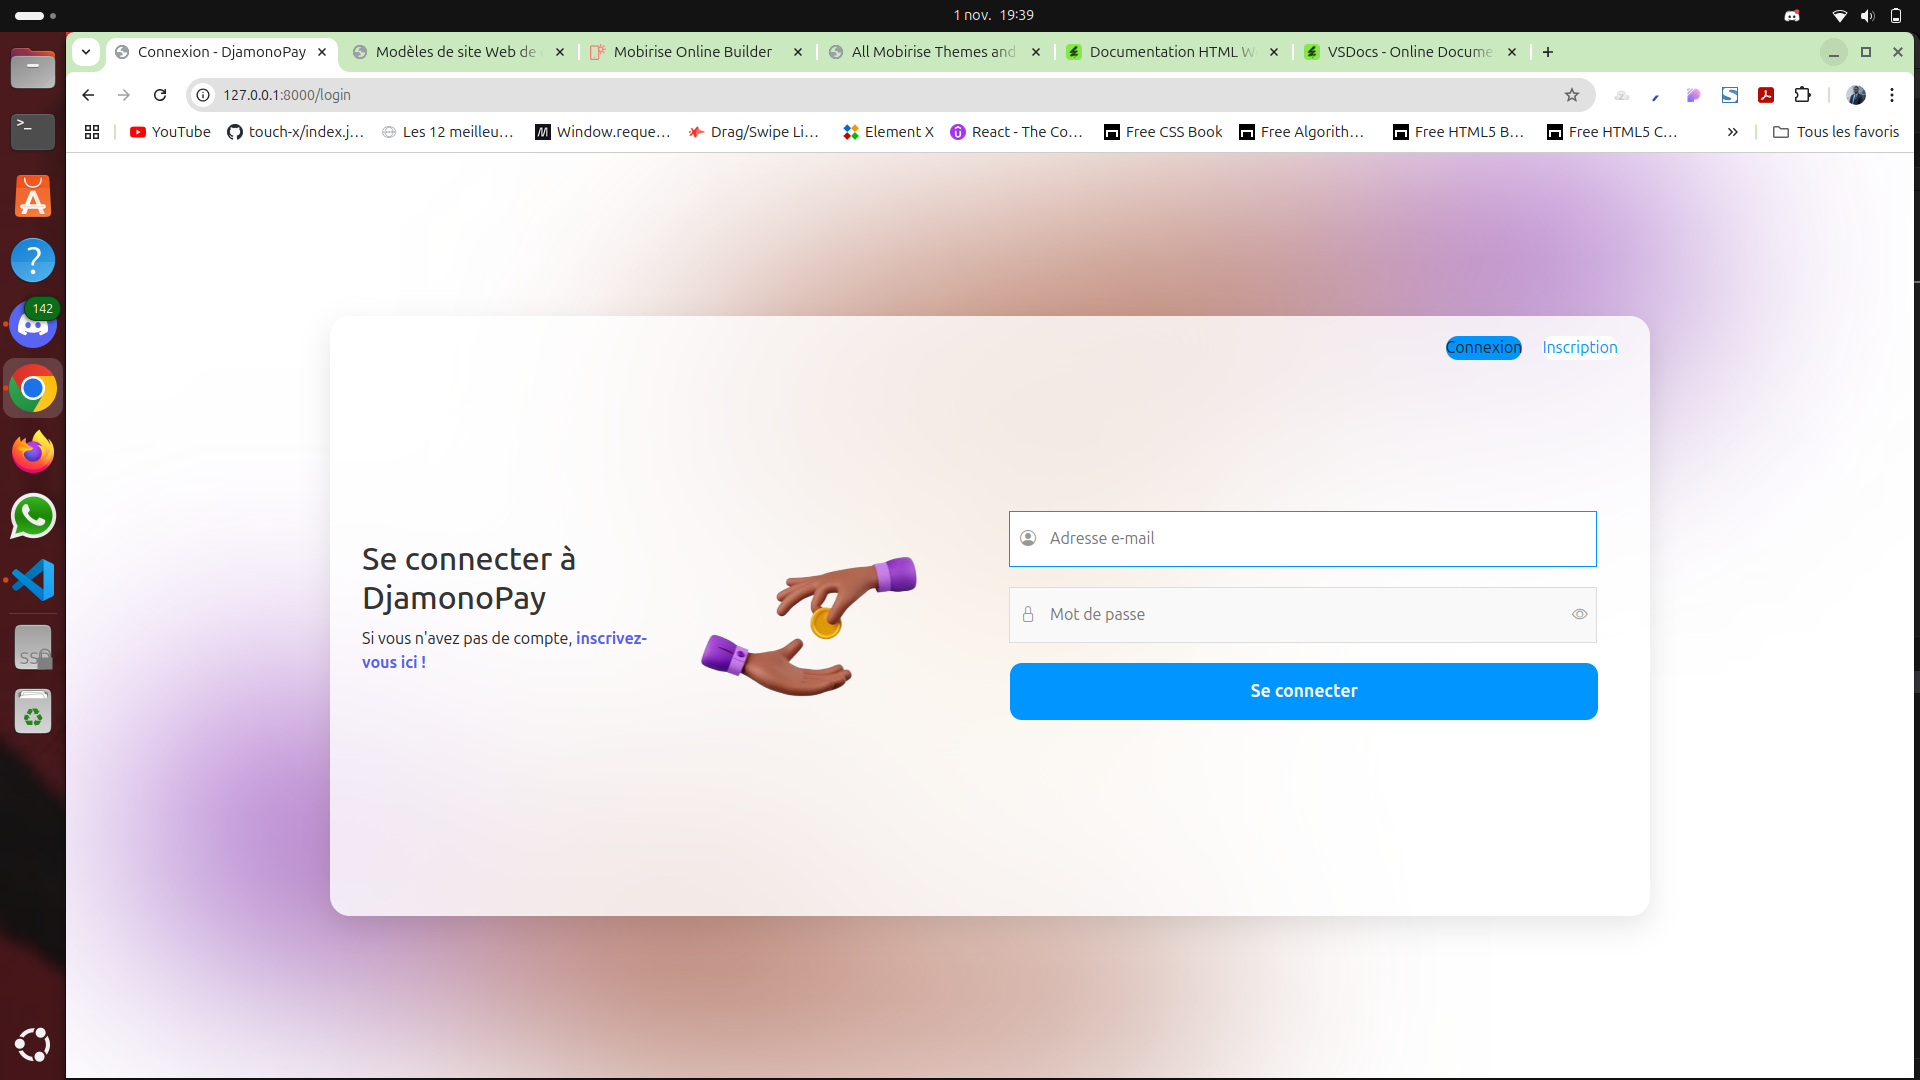 1 nov. 19:39
Connexion - DjamonoPay
Modèles de site Web de
Mobirise Online Builder
All Mobirise Themes and
Documentation HTML W
VSDocs - Online Docume
127.0.0.1:8000/login
YouTube
touch-x/index.j…
Les 12 meilleu…
Window.reque…
Drag/Swipe Li…
Element X
React - The Co…
Free CSS Book
Free Algorith…
Free HTML5 B…
Free HTML5 C…
»
Tous les favoris
142
SSD
Connexion
Inscription
Se connecter à
DjamonoPay
Si vous n'avez pas de compte, inscrivez-
vous ici !
Adresse e-mail
Mot de passe
Se connecter